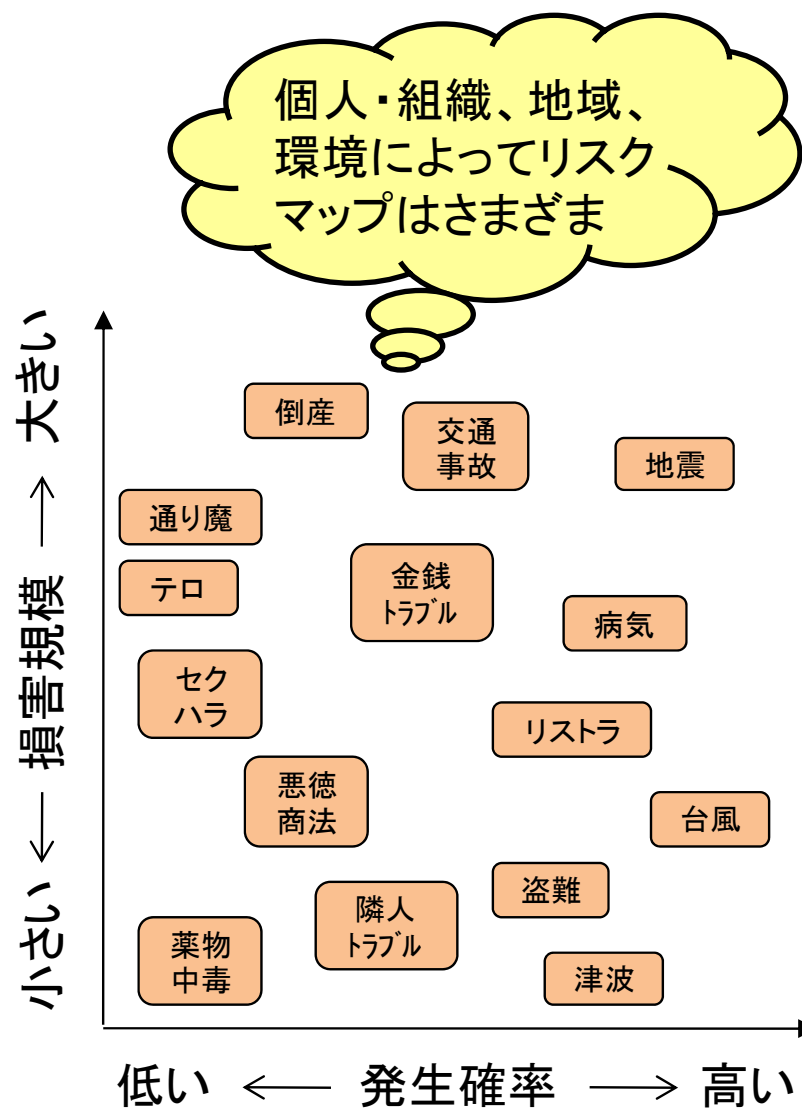 個人・組織、地域、
環境によってリスク
マップはさまざま
大きい
倒産
交通
事故
地震
通り魔
テロ
金銭
ﾄﾗﾌﾞﾙ
病気
セク
ハラ
リストラ
悪徳
商法
台風
盗難
隣人
ﾄﾗﾌﾞﾙ
薬物
中毒
津波
小さい ← 損害規模 → 大きい
低い ← 発生確率 → 高い